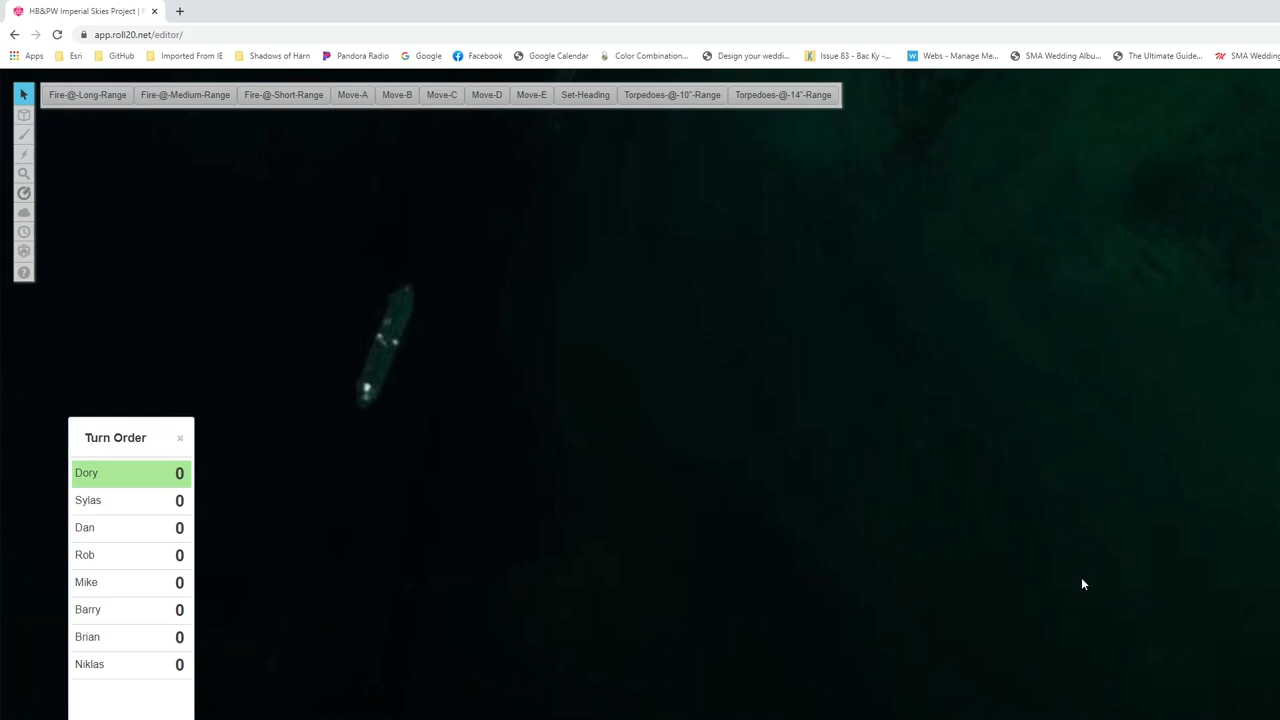 HB&PW Imperial Skies Project |
app.roll20.net/editor/
Apps Esri GitHub Imported From IE Shadows of Harn Pandora Radio Google Facebook Google Calendar Color Combination... Design your weddi... Issue 83 - Bac Ky -... Webs - Manage Me... SMA Wedding Albu... The Ultimate Guide... SMA Wedding
Fire-@-Long-Range Fire-@-Medium-Range Fire-@-Short-Range Move-A Move-B Move-C Move-D Move-E Set-Heading Torpedoes-@-10"-Range Torpedoes-@-14"-Range
Turn Order
Dory 0
Sylas 0
Dan 0
Rob 0
Mike 0
Barry 0
Brian 0
Niklas 0